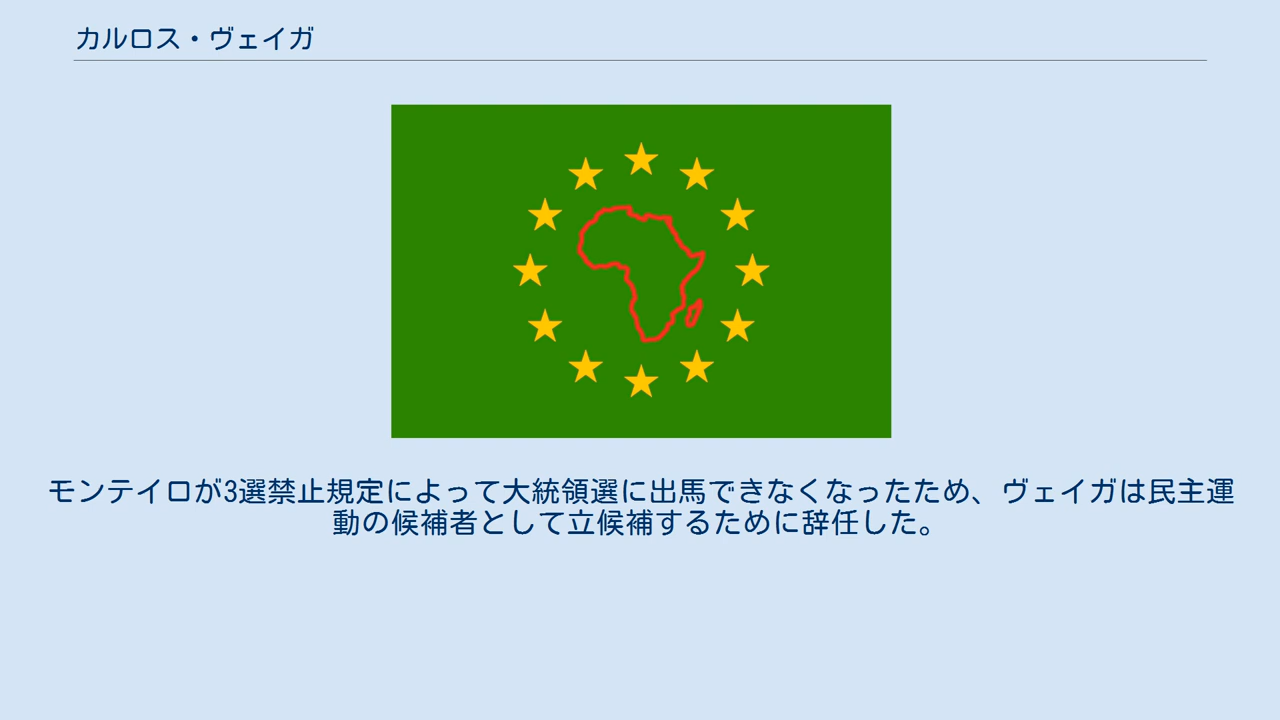 カルロス・ヴェイガ
モンテイロが3選禁止規定によって大統領選に出馬できなくなったため、ヴェイガは民主運
動の候補者として立候補するために辞任した。